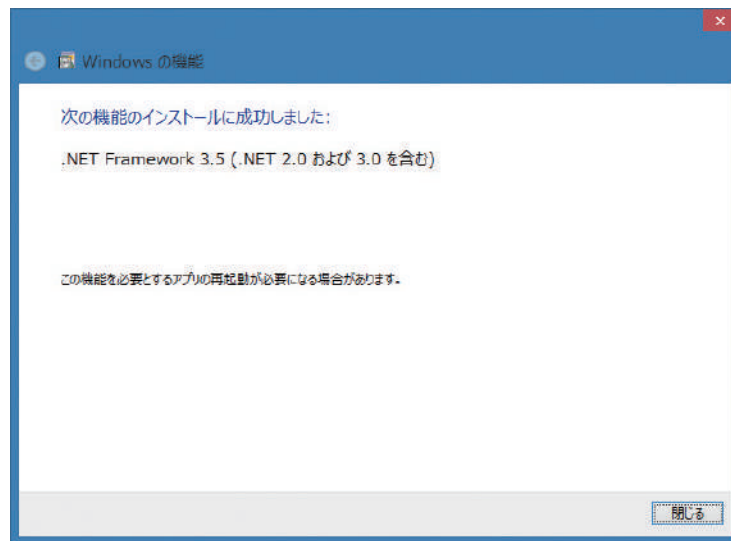 Windows の機能
次の機能のインストールに成功しました:
.NET Framework 3.5 (.NET 2.0 および 3.0 を含む)
この機能を必要とするアプリの再起動が必要になる場合があります。
閉じる